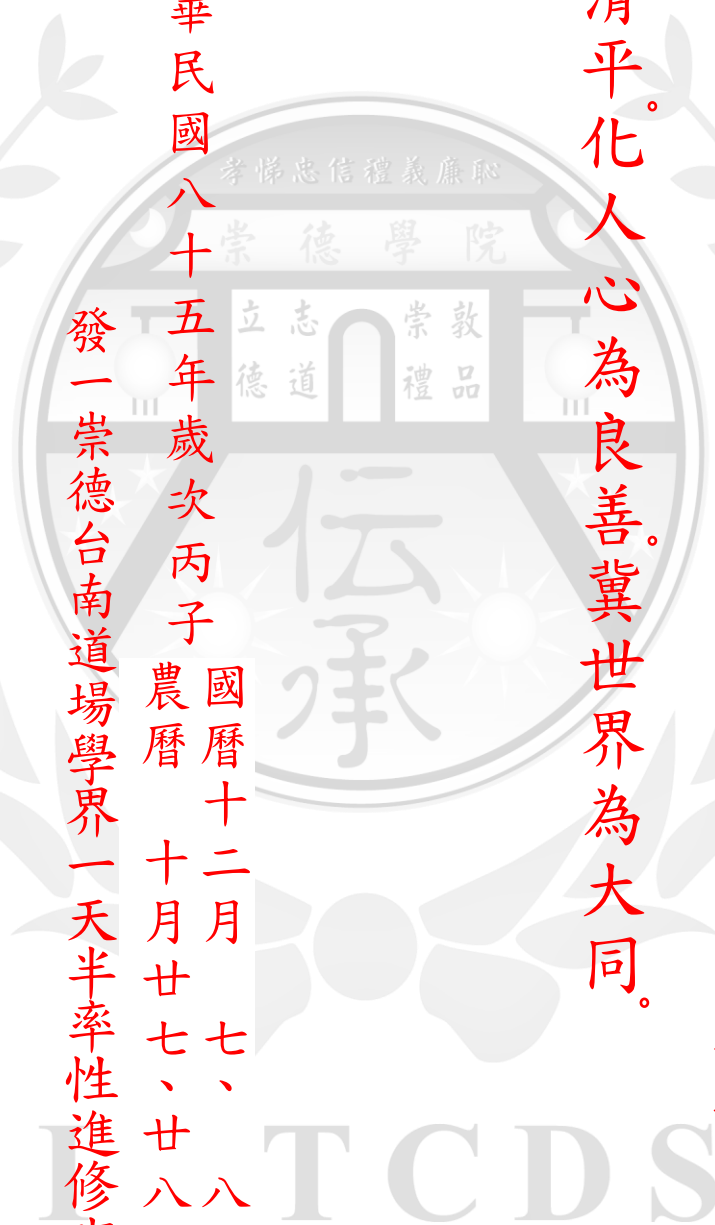 清平。化人心為良善。冀世界為大同。
華民國八十五年歲次丙子
國曆十二月 七、 八
農曆 十月廿七、廿八
發一崇德台南道場學界一天半率性進修
孝悌忠信禮義廉恥
崇德學院
敦品崇禮
志道立德
伝承
TCDS